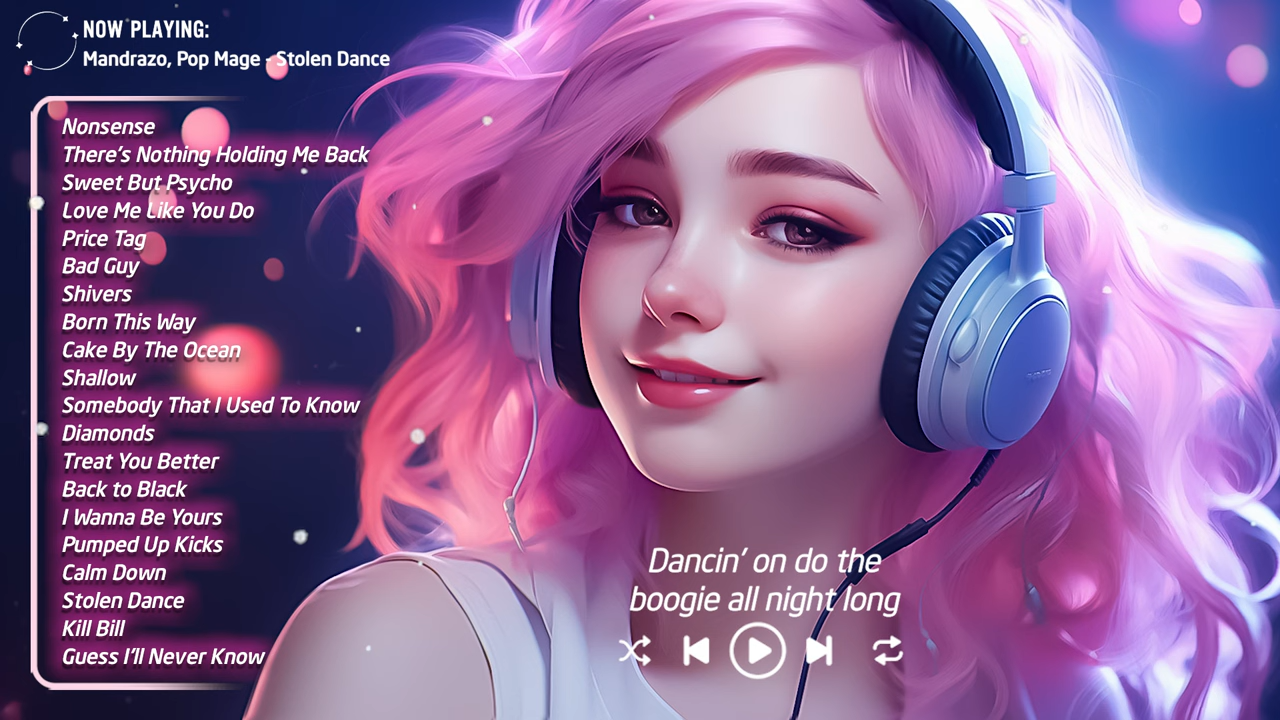 NOW PLAYING:
Mandrazo, Pop Mage - Stolen Dance
Nonsense
There's Nothing Holding Me Back
Sweet But Psycho
Love Me Like You Do
Price Tag
Bad Guy
Shivers
Born This Way
Cake By The Ocean
Shallow
Somebody That I Used To Know
Diamonds
Treat You Better
Back to Black
I Wanna Be Yours
Pumped Up Kicks
Calm Down
Stolen Dance
Kill Bill
Guess I'll Never Know
Dancin' on do the
boogie all night long